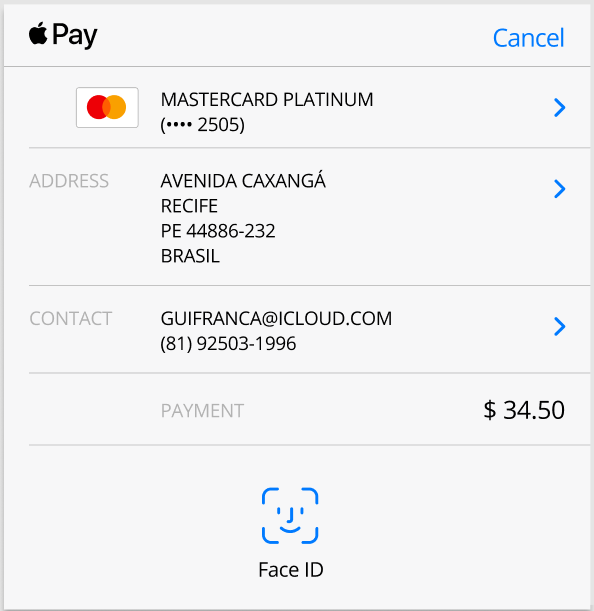 Pay
Cancel
MASTERCARD PLATINUM
(•••• 2505)
ADDRESS
AVENIDA CAXANGÁ
RECIFE
PE 44886-232
BRASIL
CONTACT
GUIFRANCA@ICLOUD.COM
(81) 92503-1996
PAYMENT
$ 34.50
Face ID